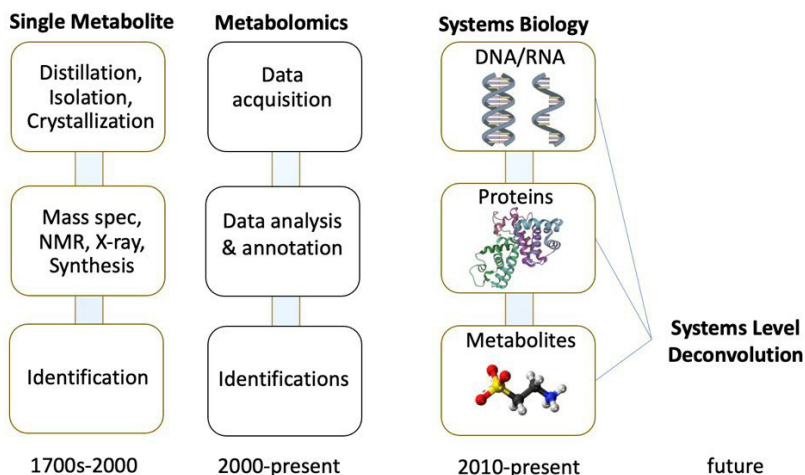 Single Metabolite
Distillation,
Isolation,
Crystallization
Mass spec,
NMR, X-ray,
Synthesis
Identification
1700s-2000
Metabolomics
Data
acquisition
Data analysis
& annotation
Identifications
2000-present
Systems Biology
DNA/RNA
Proteins
Metabolites
2010-present
Systems Level
Deconvolution
future